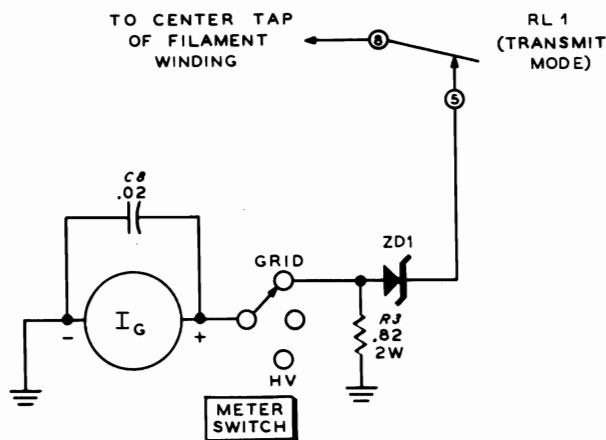 TO CENTER TAP
OF FILAMENT
WINDING
8
RL 1
(TRANSMIT
MODE)
5
C8
.02
ZD1
GRID
IG
-
+
R3
.82
2W
HV
METER
SWITCH